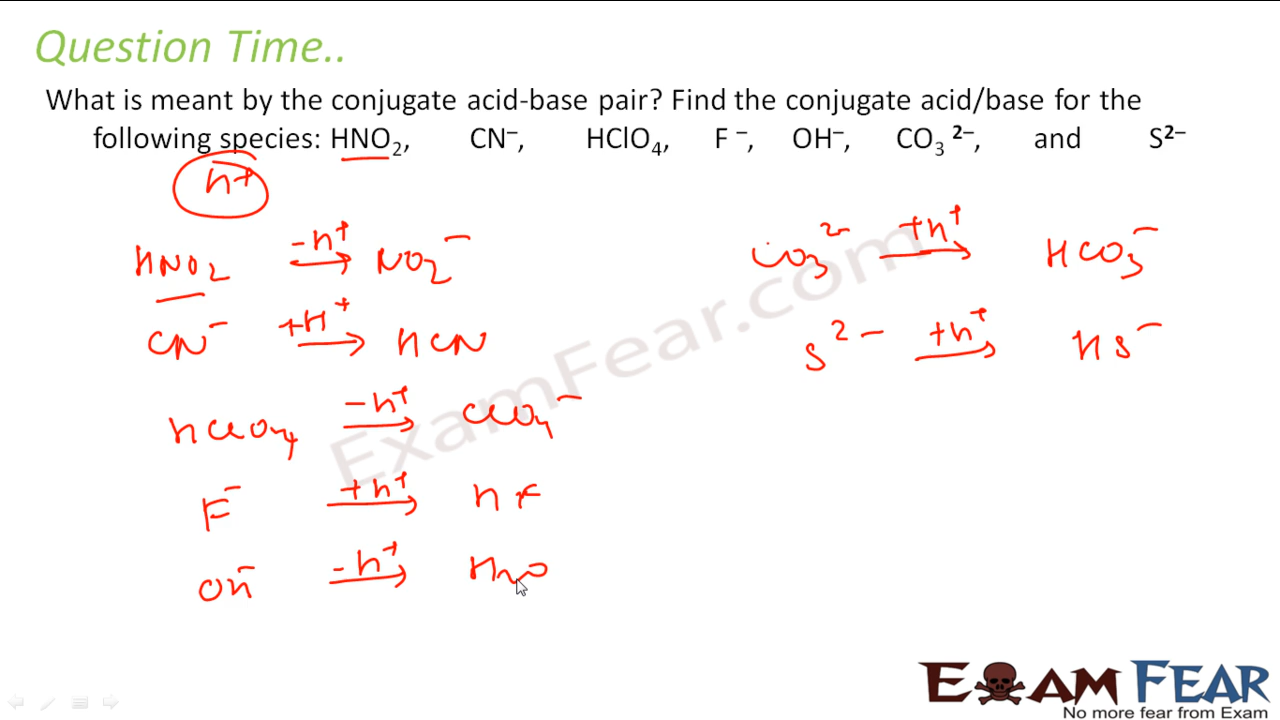 Question Time..
What is meant by the conjugate acid-base pair? Find the conjugate acid/base for the
following species: HNO₂, CN⁻, HClO₄, F ⁻, OH⁻, CO₃ ²⁻, and S²⁻
h⁺
hNO₂ -h⁺→ NO₂⁻
CN⁻ +H⁺→ hCN
hClO₄ -h⁺→ ClO₄⁻
F⁻ +h⁺→ hF
Oh⁻ -h⁺→ H₂O
CO₃²⁻ +h⁺→ HCO₃⁻
S²⁻ +h⁺→ hS⁻
ExamFear.com
EXAM FEAR
No more fear from Exam